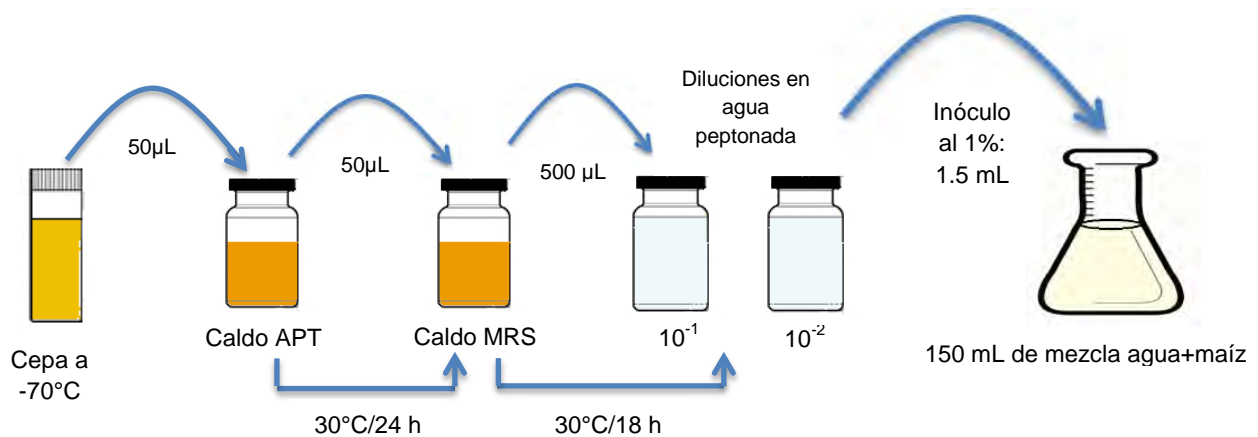 50µL
50µL
500 µL
Diluciones en
agua
peptonada
Inóculo
al 1%:
1.5 mL
Cepa a
-70°C
Caldo APT
Caldo MRS
10⁻¹
10⁻²
150 mL de mezcla agua+maíz
30°C/24 h
30°C/18 h